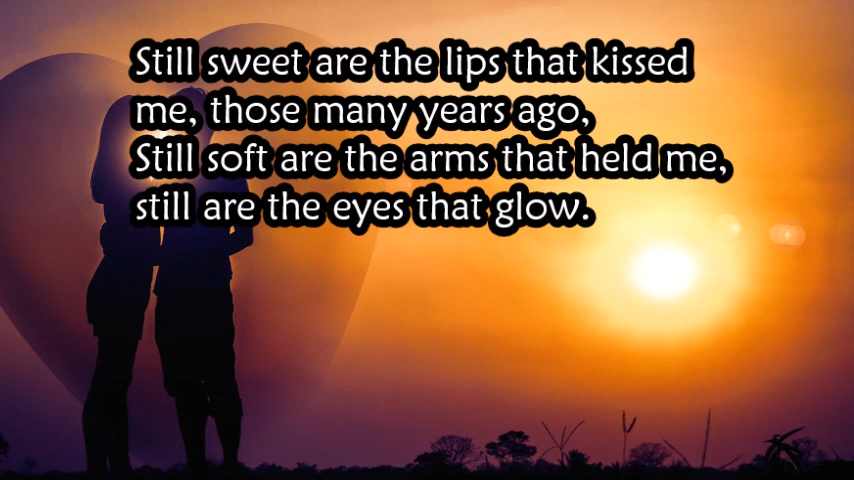 Still sweet are the lips that kissed
me, those many years ago,
Still soft are the arms that held me,
still are the eyes that glow.